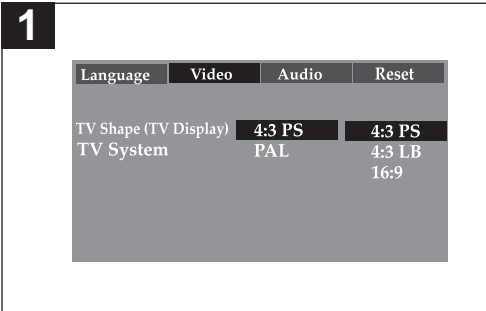 1
Language Video Audio Reset
TV Shape (TV Display) 4:3 PS 4:3 PS
TV System PAL 4:3 LB
16:9